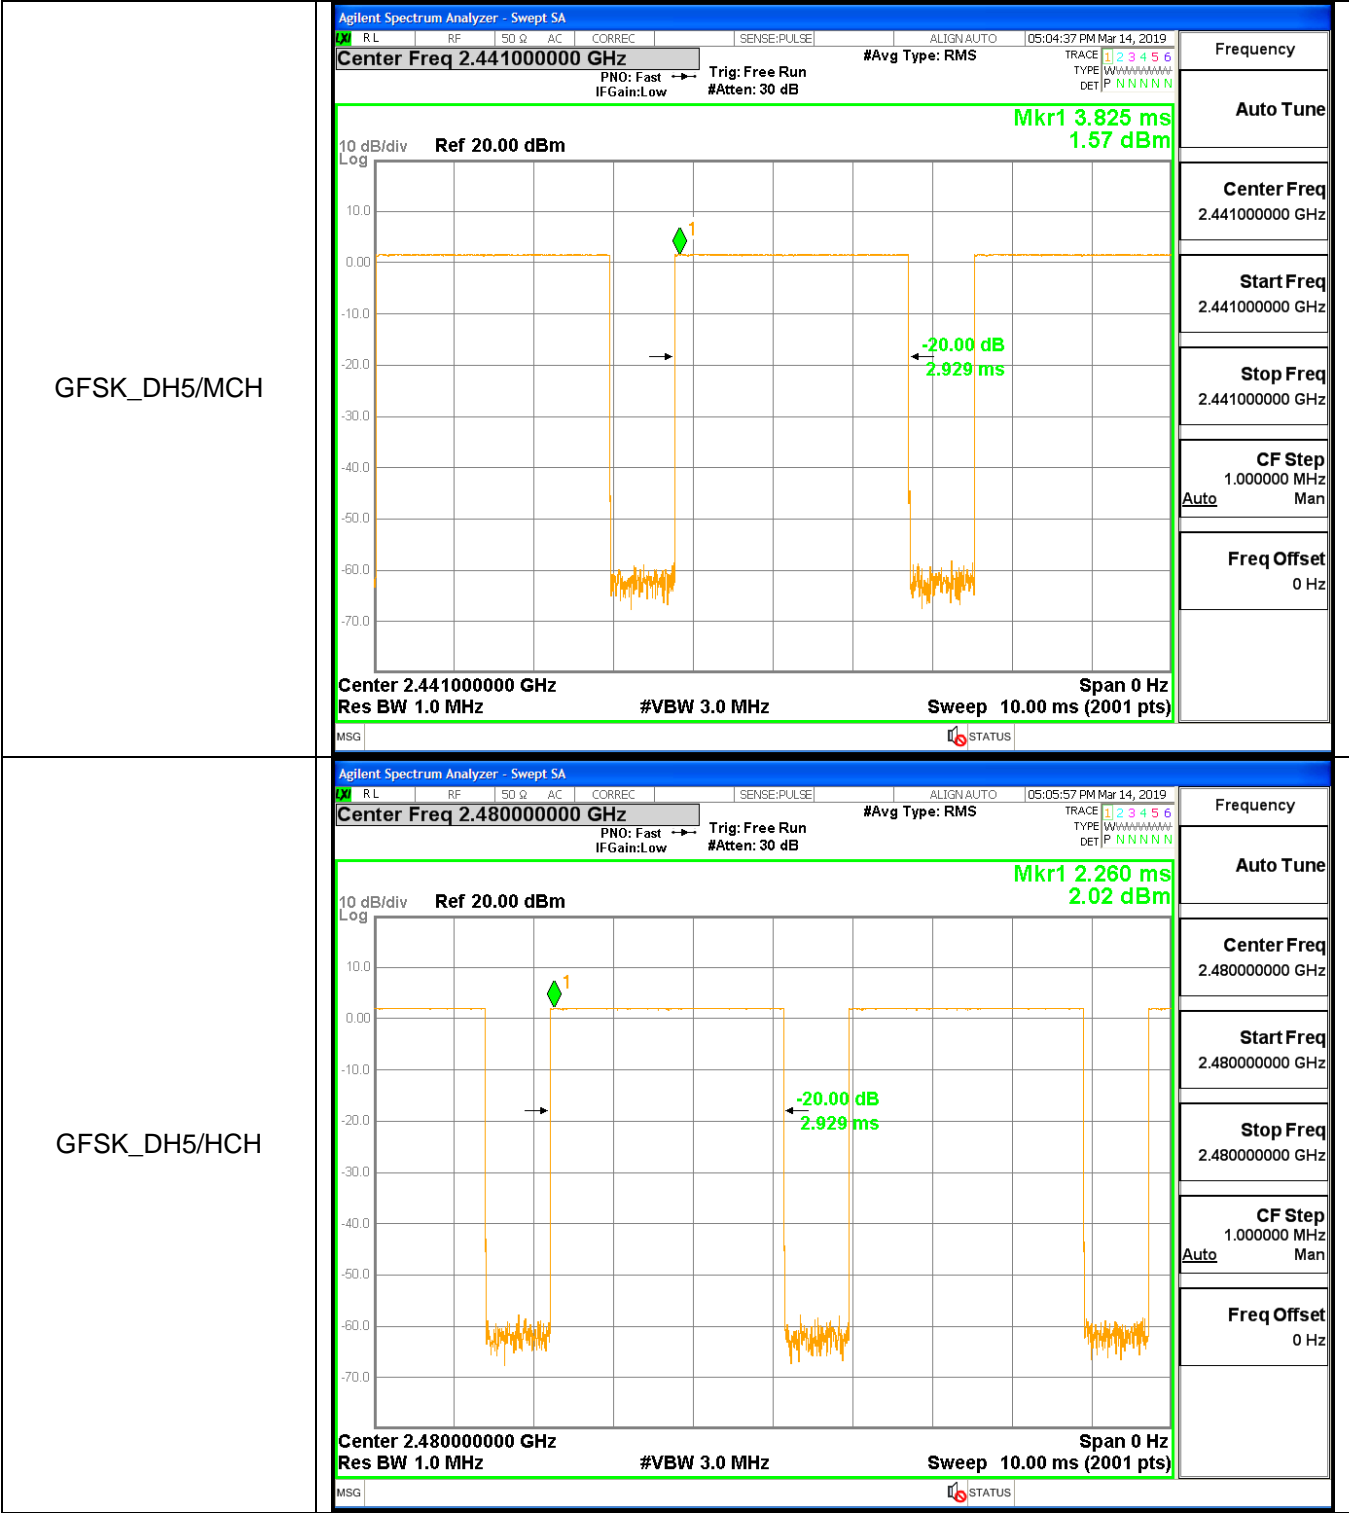 GFSK_DH5/MCH
Agilent Spectrum Analyzer - Swept SA
LXI RL RF 50 Ω AC CORREC SENSE:PULSE ALIGN AUTO 05:04:37 PM Mar 14, 2019
Center Freq 2.441000000 GHz
#Avg Type: RMS
TRACE 1 2 3 4 5 6
PNO: Fast
Trig: Free Run
TYPE
IFGain:Low
#Atten: 30 dB
DET P N N N N N
Mkr1 3.825 ms
1.57 dBm
10 dB/div Ref 20.00 dBm
Log
10.0
1
0.00
-10.0
-20.00 dB
-20.0
2.929 ms
-30.0
-40.0
-50.0
-60.0
-70.0
Center 2.441000000 GHz Span 0 Hz
Res BW 1.0 MHz #VBW 3.0 MHz Sweep 10.00 ms (2001 pts)
MSG STATUS
Frequency
Auto Tune
Center Freq
2.441000000 GHz
Start Freq
2.441000000 GHz
Stop Freq
2.441000000 GHz
CF Step
1.000000 MHz
Auto Man
Freq Offset
0 Hz
GFSK_DH5/HCH
Agilent Spectrum Analyzer - Swept SA
LXI RL RF 50 Ω AC CORREC SENSE:PULSE ALIGN AUTO 05:05:57 PM Mar 14, 2019
Center Freq 2.480000000 GHz
#Avg Type: RMS
TRACE 1 2 3 4 5 6
PNO: Fast
Trig: Free Run
TYPE
IFGain:Low
#Atten: 30 dB
DET P N N N N N
Mkr1 2.260 ms
2.02 dBm
10 dB/div Ref 20.00 dBm
Log
10.0
1
0.00
-10.0
-20.00 dB
-20.0
2.929 ms
-30.0
-40.0
-50.0
-60.0
-70.0
Center 2.480000000 GHz Span 0 Hz
Res BW 1.0 MHz #VBW 3.0 MHz Sweep 10.00 ms (2001 pts)
MSG STATUS
Frequency
Auto Tune
Center Freq
2.480000000 GHz
Start Freq
2.480000000 GHz
Stop Freq
2.480000000 GHz
CF Step
1.000000 MHz
Auto Man
Freq Offset
0 Hz